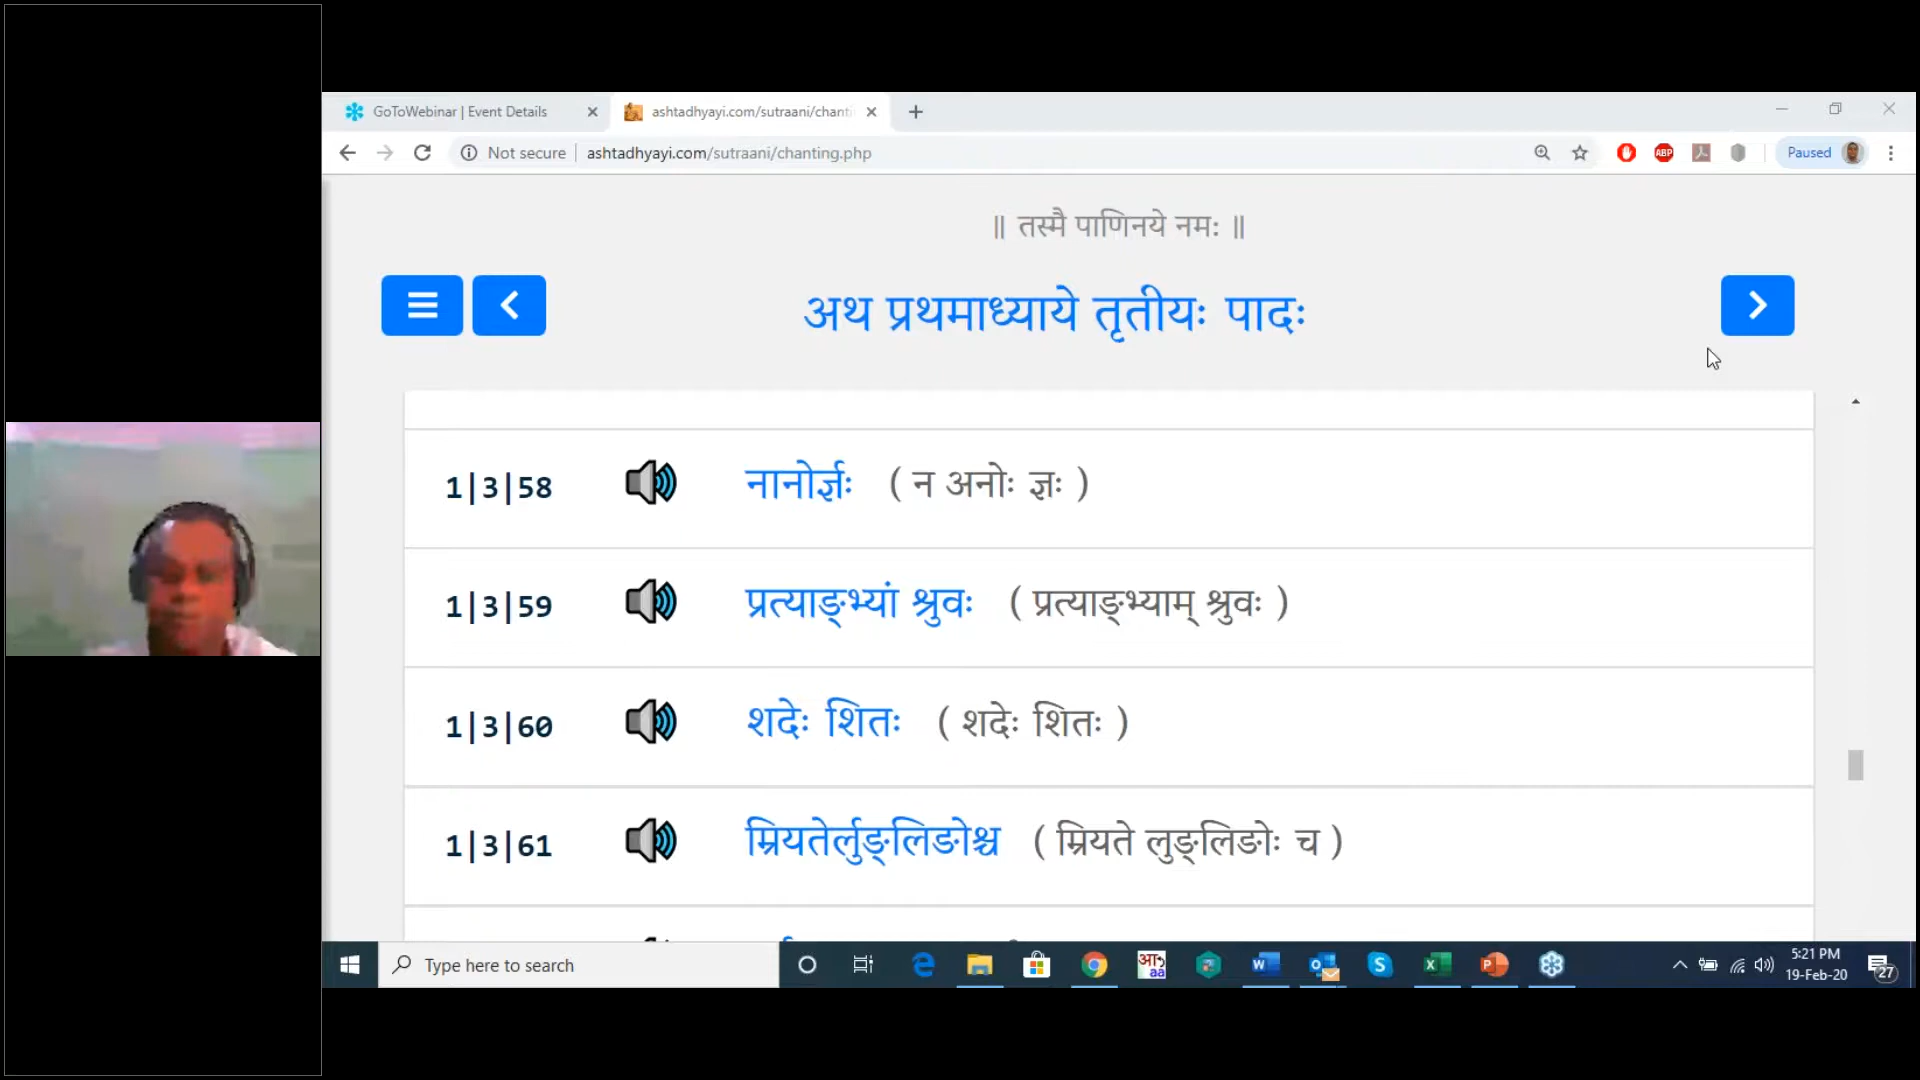 GoToWebinar | Event Details
ashtadhyayi.com/sutraani/chanti
Not secure
ashtadhyayi.com/sutraani/chanting.php
ABP
Paused
॥ तस्मै पाणिनये नमः ॥
अथ प्रथमाध्याये तृतीयः पादः
1|3|58 नानोर्ज्ञः ( न अनोः ज्ञः )
1|3|59 प्रत्याङ्भ्यां श्रुवः ( प्रत्याङ्भ्याम् श्रुवः )
1|3|60 शदेः शितः ( शदेः शितः )
1|3|61 म्रियतेर्लुङ्लिङोश्च ( म्रियते लुङ्लिङोः च )
Type here to search
5:21 PM
19-Feb-20
27